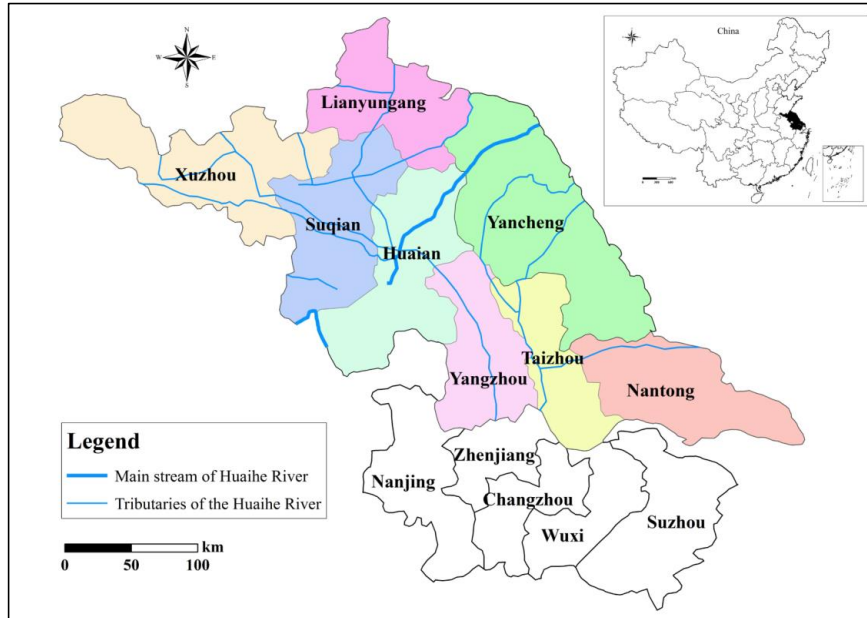 N
W E
S
China
Lianyungang
Xuzhou
Yancheng
Suqian
Huaian
Taizhou
Yangzhou
Nantong
Legend
Main stream of Huaihe River
Tributaries of the Huaihe River
Zhenjiang
Nanjing
Changzhou
Suzhou
Wuxi
km
0 50 100